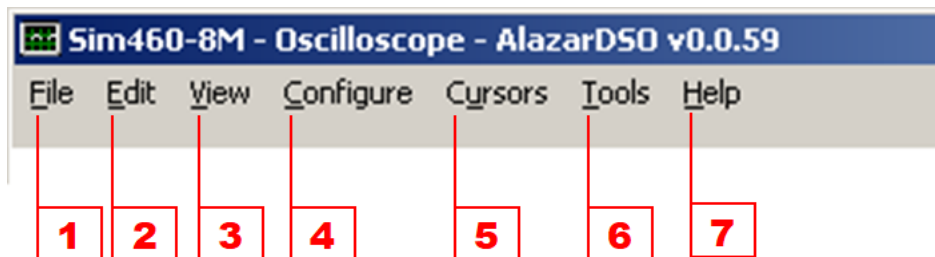 Sim460-8M - Oscilloscope - AlazarDSO v0.0.59
File Edit View Configure Cursors Tools Help
1 2 3 4 5 6 7